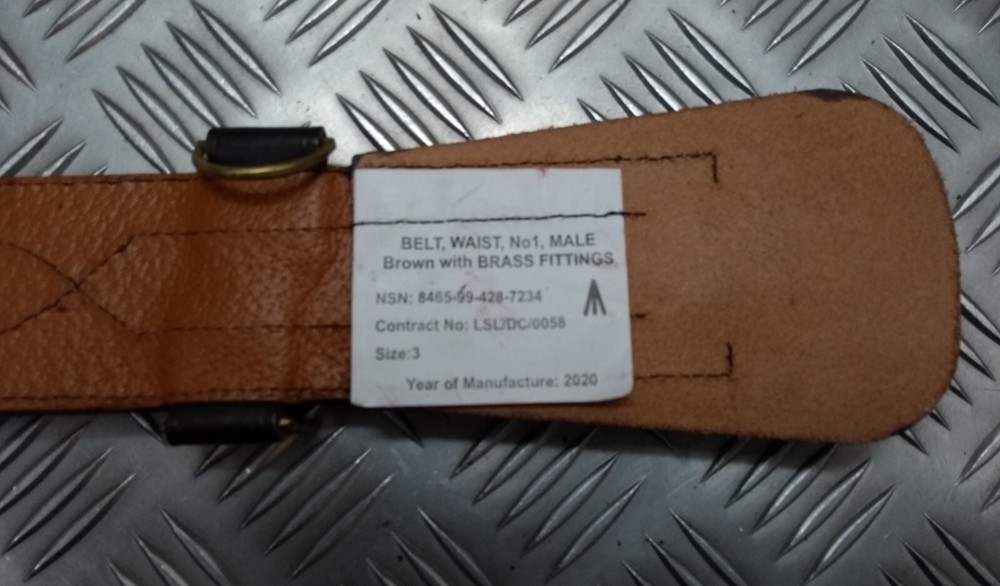 BELT, WAIST, No1, MALE
Brown with BRASS FITTINGS
NSN: 8465-99-428-7234
Contract No: LSL/DC/0058
Size:3
Year of Manufacture: 2020